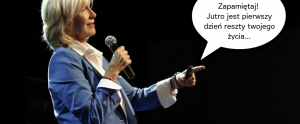 Zapamiętaj!
Jutro jest pierwszy
dzień reszty twojego
życia...